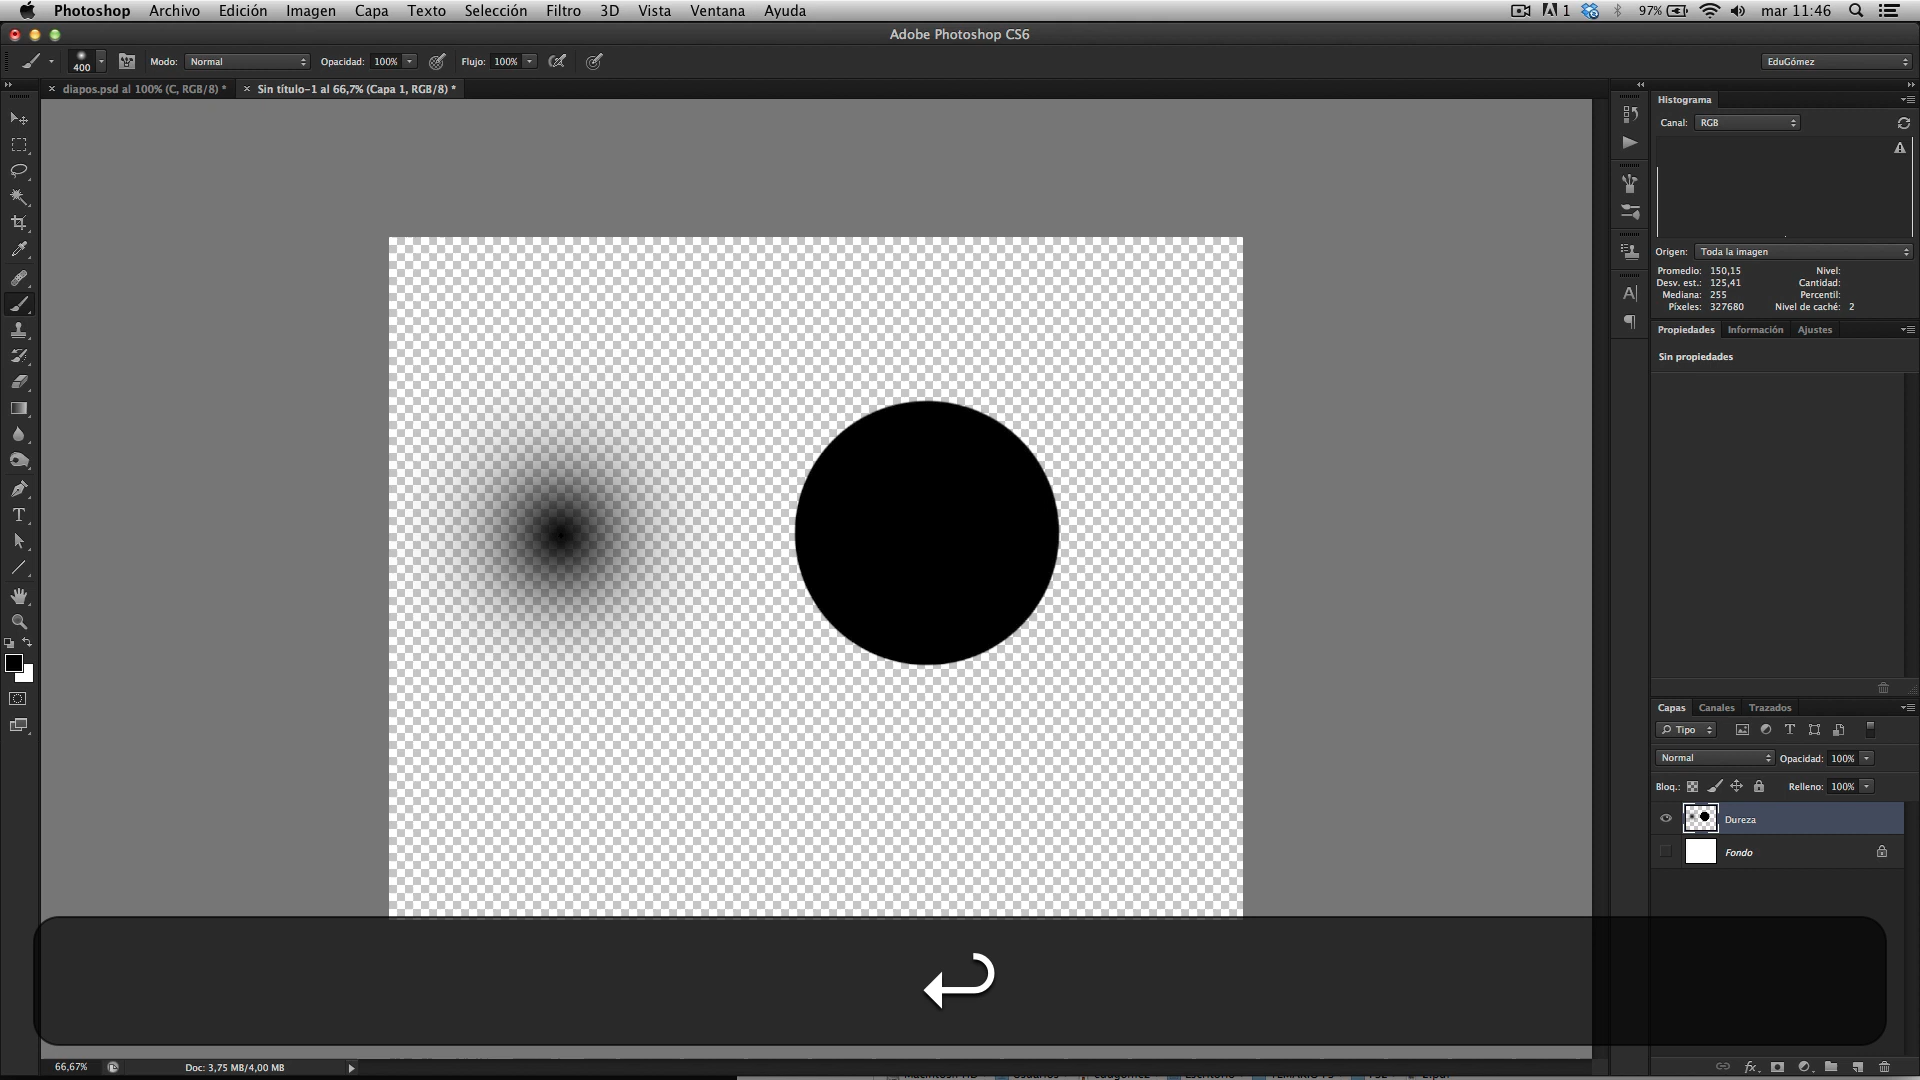 Photoshop Archivo Edición Imagen Capa Texto Selección Filtro 3D Vista Ventana Ayuda 1 97% mar 11:46
Adobe Photoshop CS6
400 Modo: Normal Opacidad: 100% Flujo: 100% EduGómez
diapos.psd al 100% (C, RGB/8) * Sin título-1 al 66,7% (Capa 1, RGB/8) *
Histograma
Canal: RGB
Origen: Toda la imagen
Promedio: 150,15 Nivel:
Desv. est.: 125,41 Cantidad:
Mediana: 255 Percentil:
Píxeles: 327680 Nivel de caché: 2
Propiedades Información Ajustes
Sin propiedades
Capas Canales Trazados
Tipo
Normal Opacidad: 100%
Bloq.: Relleno: 100%
Dureza
Fondo
66,67% Doc: 3,75 MB/4,00 MB